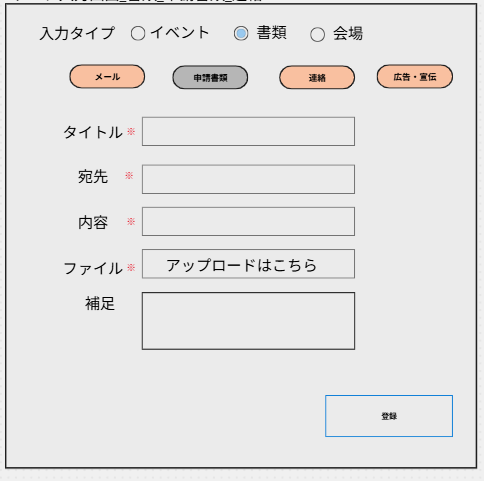 入力タイプ イベント 書類 会場
メール 申請書類 連絡 広告・宣伝
タイトル ※
宛先 ※
内容 ※
ファイル ※ アップロードはこちら
補足
登録